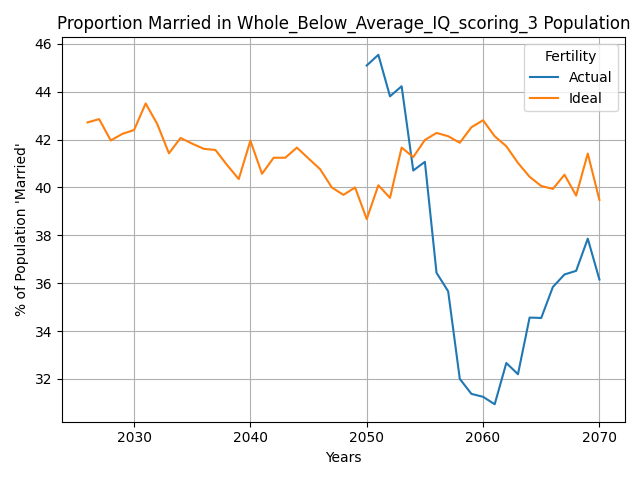 Proportion Married in Whole_Below_Average_IQ_scoring_3 Population
% of Population 'Married'
46
44
42
40
38
36
34
32
Fertility
Actual
Ideal
2030 2040 2050 2060 2070
Years